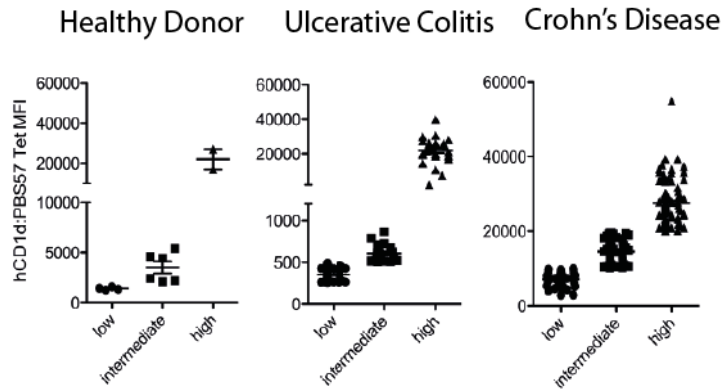 Healthy Donor
Ulcerative Colitis
Crohn's Disease
hCD1d:PBS57 Tet MFI
60000
40000
20000
10000
5000
0
low
intermediate
high
60000
40000
20000
1000
500
0
low
intermediate
high
60000
40000
20000
0
low
intermediate
high